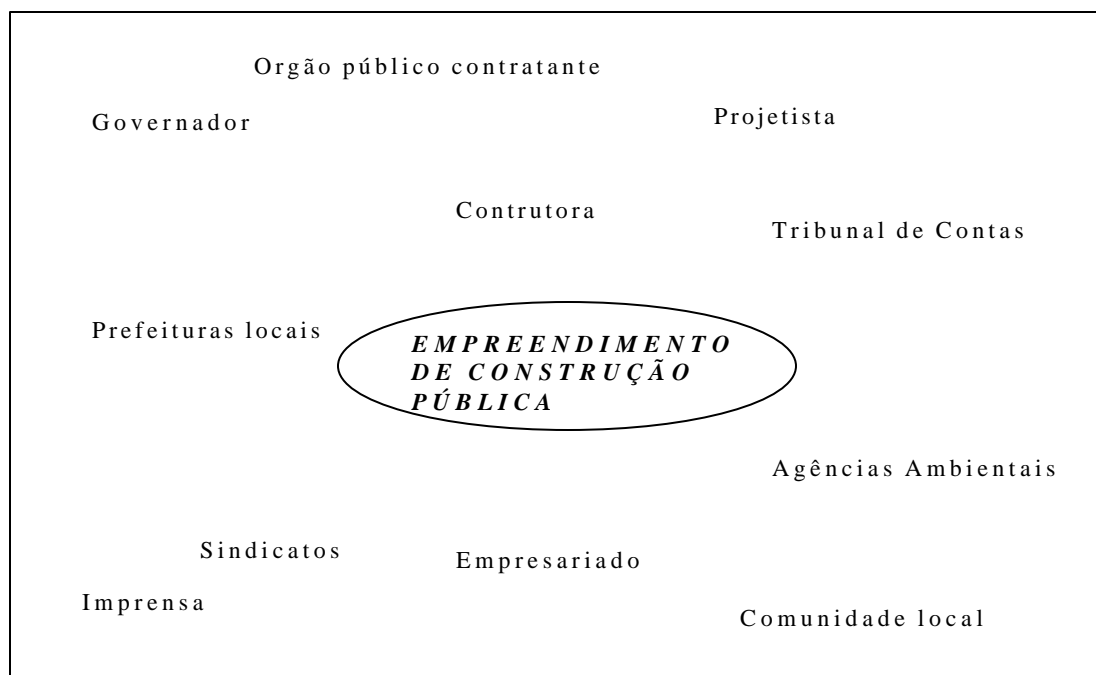 Orgão público contratante
Governador
Projetista
Contrutora
Tribunal de Contas
Prefeituras locais
EMPREENDIMENTO
DE CONSTRUÇÃO
PÚBLICA
Agências Ambientais
Sindicatos
Empresariado
Imprensa
Comunidade local